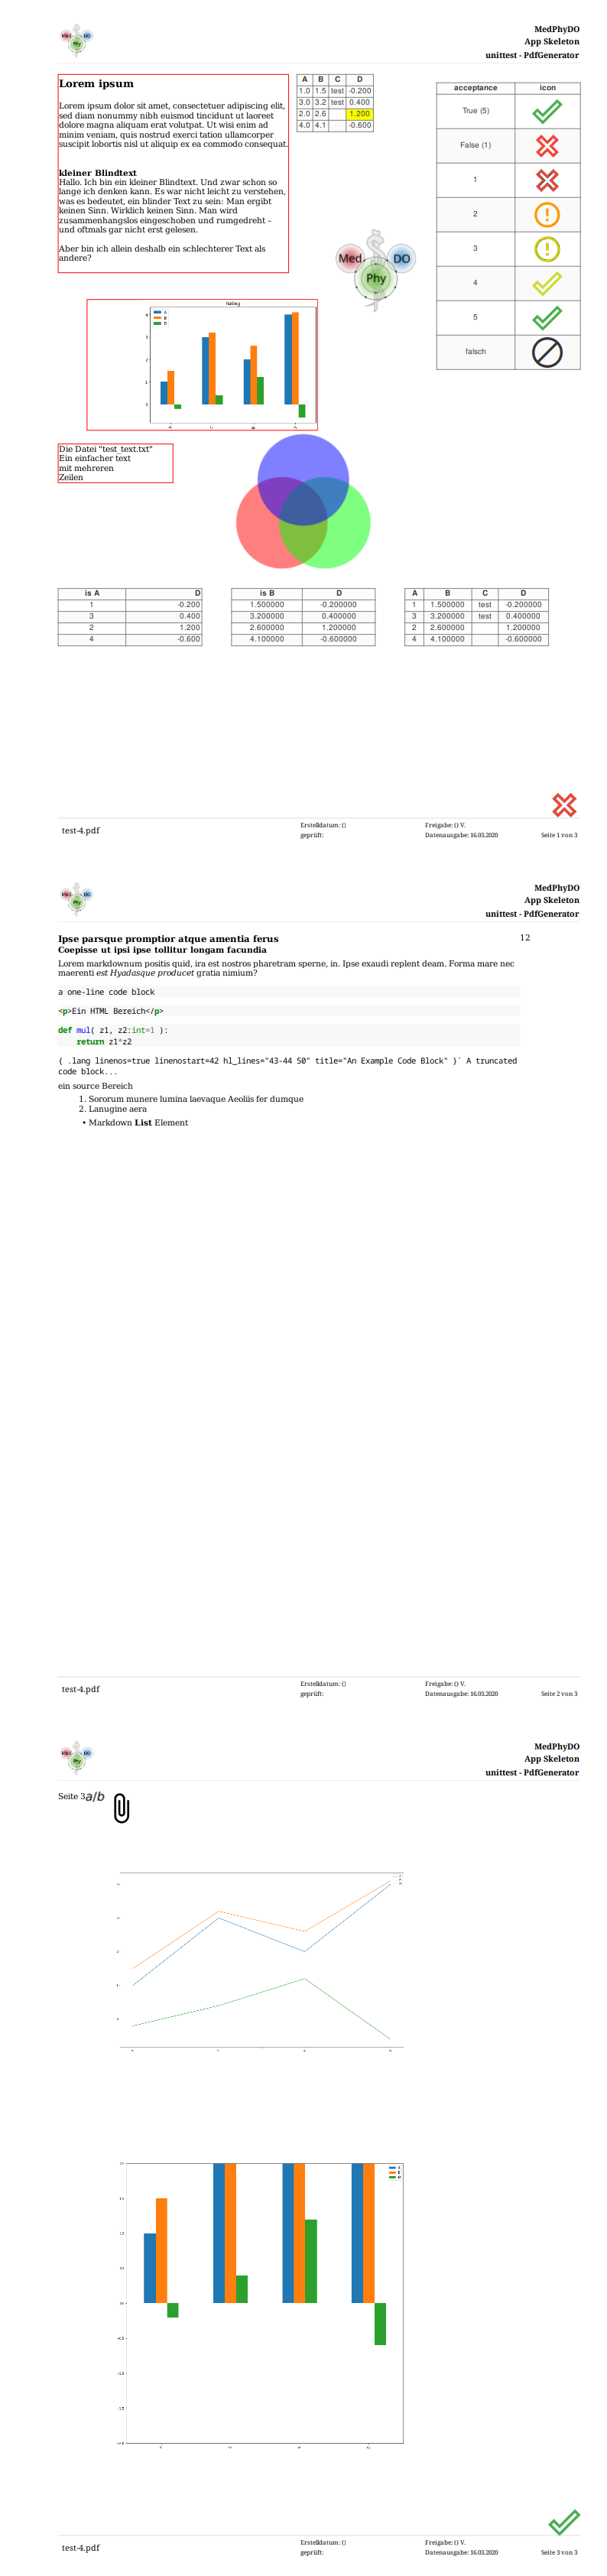 Med Phy DO
MedPhyDO
App Skeleton
unittest - PdfGenerator
Lorem ipsum
Lorem ipsum dolor sit amet, consectetuer adipiscing elit,
sed diam nonummy nibh euismod tincidunt ut laoreet
dolore magna aliquam erat volutpat. Ut wisi enim ad
minim veniam, quis nostrud exerci tation ullamcorper
suscipit lobortis nisl ut aliquip ex ea commodo consequat.
kleiner Blindtext
Hallo. Ich bin ein kleiner Blindtext. Und zwar schon so
lange ich denken kann. Es war nicht leicht zu verstehen,
was es bedeutet, ein blinder Text zu sein: Man ergibt
keinen Sinn. Wirklich keinen Sinn. Man wird
zusammenhangslos eingeschoben und rumgedreht –
und oftmals gar nicht erst gelesen.
Aber bin ich allein deshalb ein schlechterer Text als
andere?
A B C D
1.0 1.5 test -0.200
3.0 3.2 test 0.400
2.0 2.6 1.200
4.0 4.1 -0.600
acceptance icon
True (5)
False (1)
1
2
3
4
5
falsch
Med Phy DO
A
B
D
4
3
2
1
0
Die Datei "test_text.txt"
Ein einfacher text
mit mehreren
Zeilen
is A D
1 -0.200
3 0.400
2 1.200
4 -0.600
is B D
1.500000 -0.200000
3.200000 0.400000
2.600000 1.200000
4.100000 -0.600000
A B C D
1 1.500000 test -0.200000
3 3.200000 test 0.400000
2 2.600000 1.200000
4 4.100000 -0.600000
test-4.pdf
Erstelldatum: ()
geprüft:
Freigabe: () V.
Datenausgabe: 16.03.2020
Seite 1 von 3
Med Phy DO
MedPhyDO
App Skeleton
unittest - PdfGenerator
Ipse parsque promptior atque amentia ferus
12
Coepisse ut ipsi ipse tollitur longam facundia
Lorem markdownum positis quid, ira est nostros pharetram sperne, in. Ipse exaudi replent deam. Forma mare nec
maerenti est Hyadasque producet gratia nimium?
a one-line code block
<p>Ein HTML Bereich</p>
def mul( z1, z2:int=1 ):
return z1*z2
{ .lang linenos=true linenostart=42 hl_lines="43-44 50" title="An Example Code Block" }` A truncated
code block...
ein source Bereich
1. Sororum munere lumina laevaque Aeoliis fer dumque
2. Lanugine aera
• Markdown List Element
test-4.pdf
Erstelldatum: ()
geprüft:
Freigabe: () V.
Datenausgabe: 16.03.2020
Seite 2 von 3
Med Phy DO
MedPhyDO
App Skeleton
unittest - PdfGenerator
Seite 3a/b
test-4.pdf
Erstelldatum: ()
geprüft:
Freigabe: () V.
Datenausgabe: 16.03.2020
Seite 3 von 3